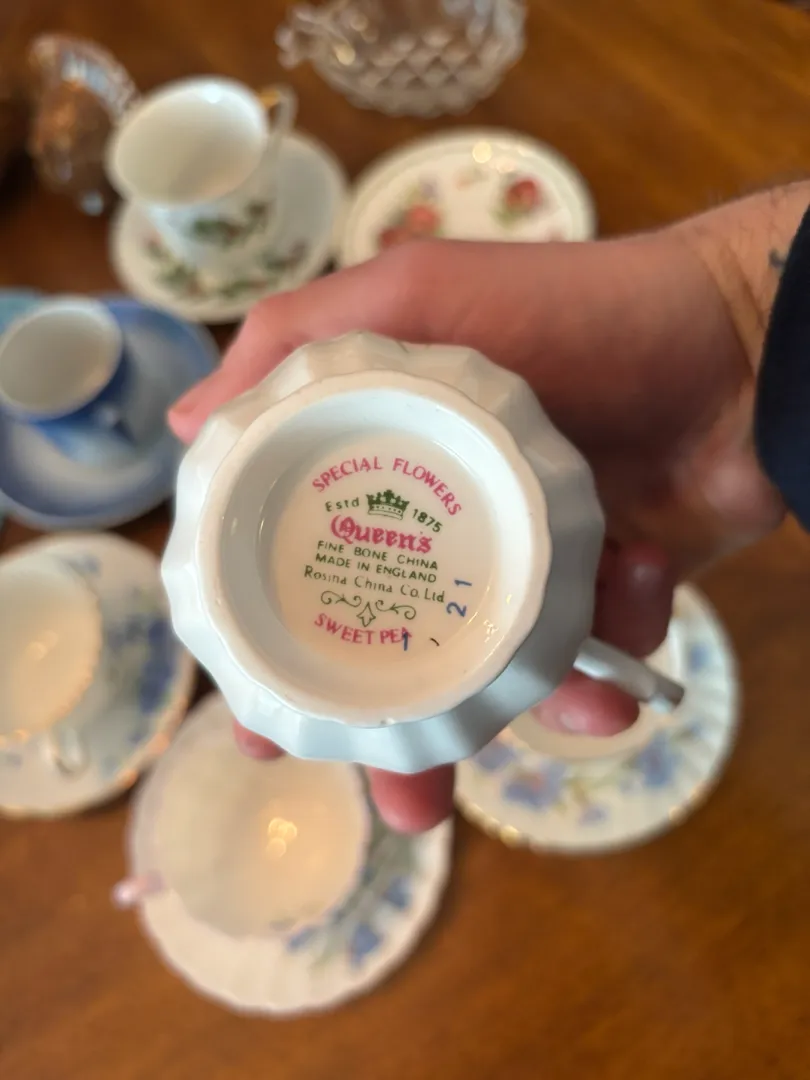 SPECIAL FLOWERS
Estd 1875
Queen's
FINE BONE CHINA
MADE IN ENGLAND
Rosina China Co. Ltd
SWEET PEA
21